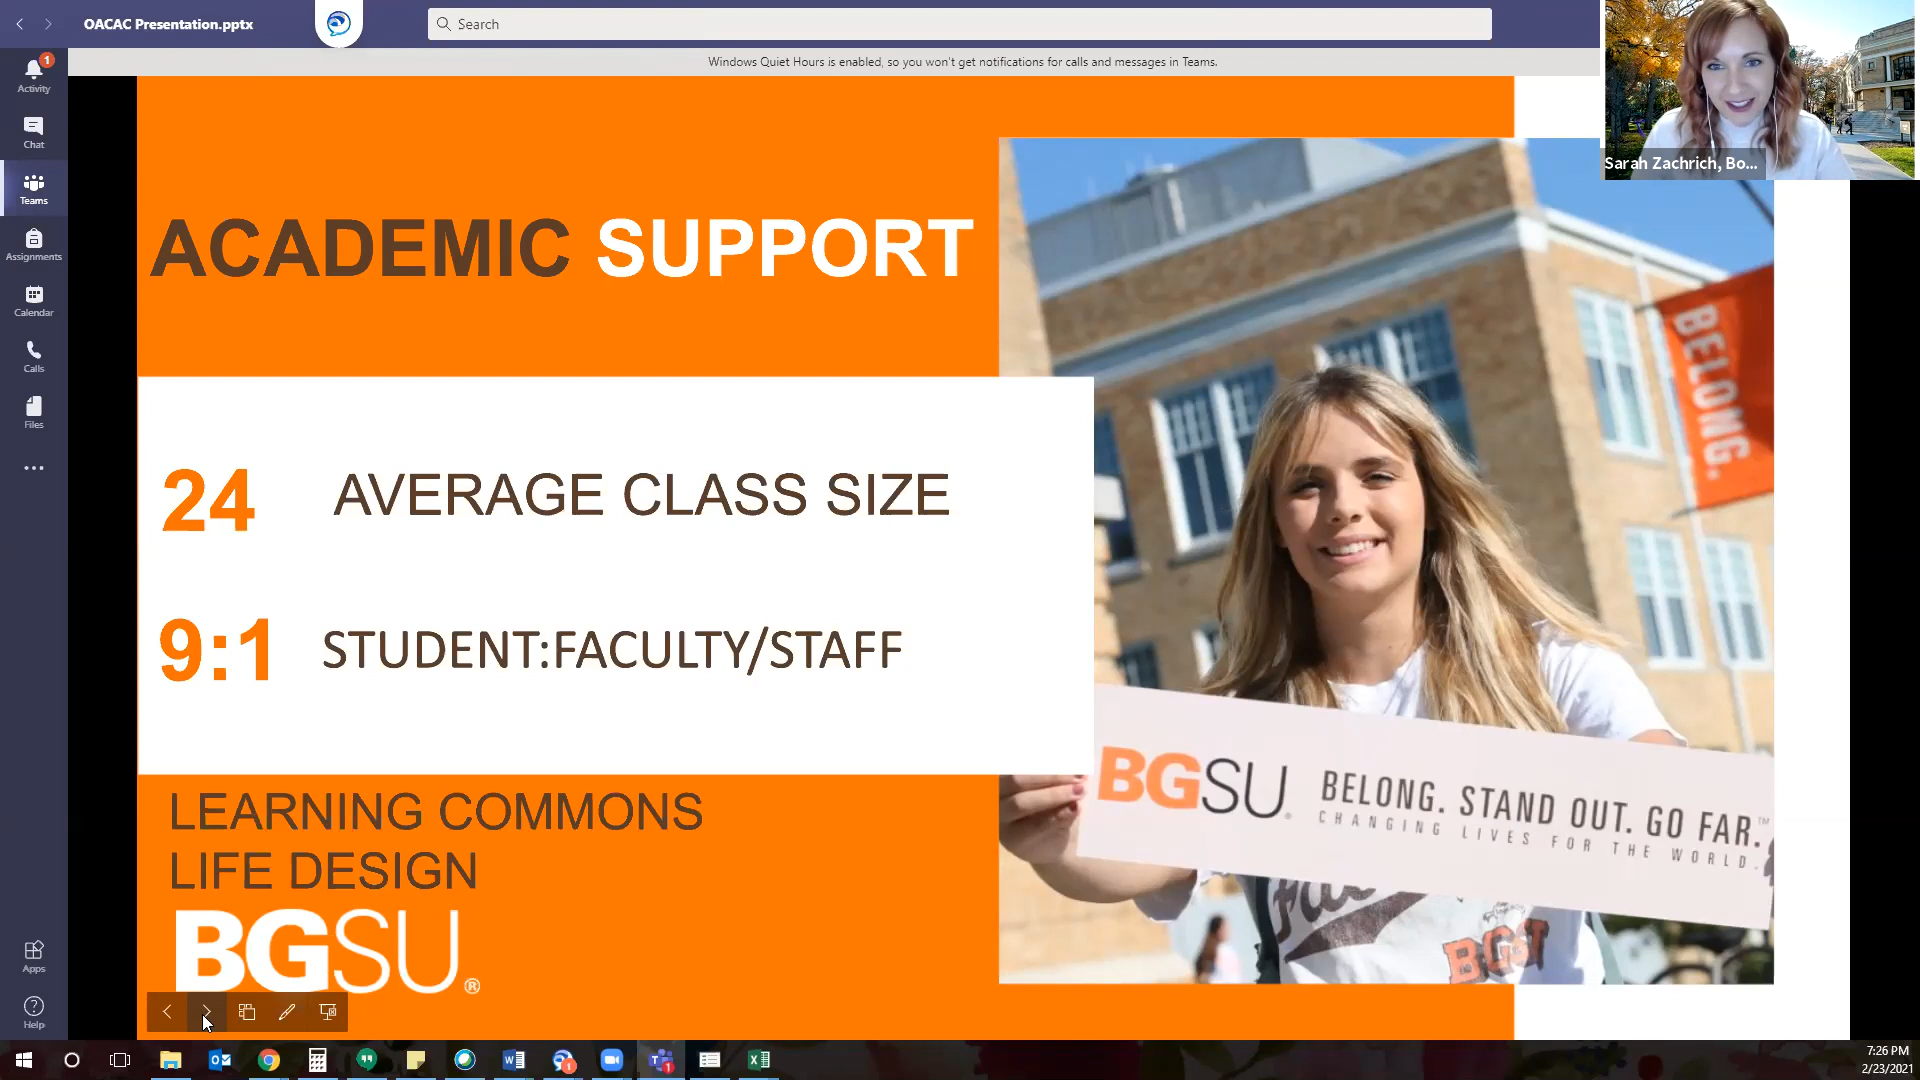 OACAC Presentation.pptx
Search
Windows Quiet Hours is enabled, so you won't get notifications for calls and messages in Teams.
Sarah Zachrich, Bo...
1
Activity
Chat
Teams
Assignments
Calendar
Calls
Files
Apps
Help
ACADEMIC SUPPORT
24 AVERAGE CLASS SIZE
9:1 STUDENT:FACULTY/STAFF
LEARNING COMMONS
LIFE DESIGN
BGSU®
BELONG.
BGSU® BELONG. STAND OUT. GO FAR.™
CHANGING LIVES FOR THE WORLD.
7:26 PM
2/23/2021